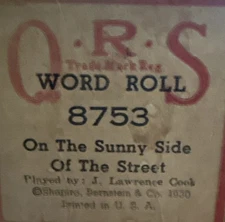 Q·R·S
Trade Mark Reg.
WORD ROLL
8753
On The Sunny Side
Of The Street
Played by: J. Lawrence Cook
©Shapiro, Bernstein & Co. 1930
Printed in U. S. A.